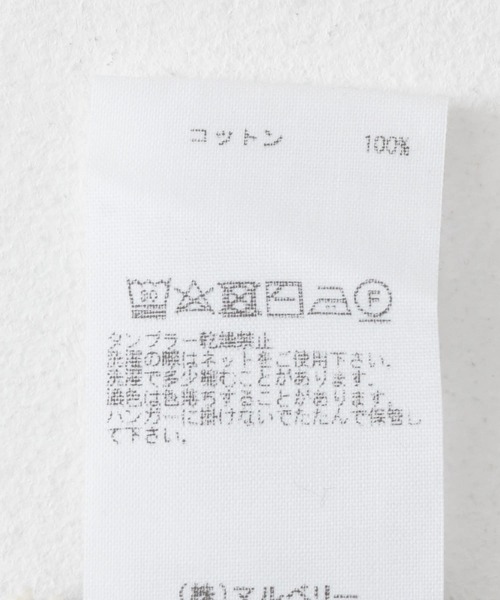 コットン 100%
30 F
タンブラー乾燥禁止
洗濯の際はネットをご使用下さい。
洗濯で多少縮むことがあります。
濃色は色落ちすることがあります。
ハンガーに掛けないでたたんで保管し
て下さい。
(株)マルベリー